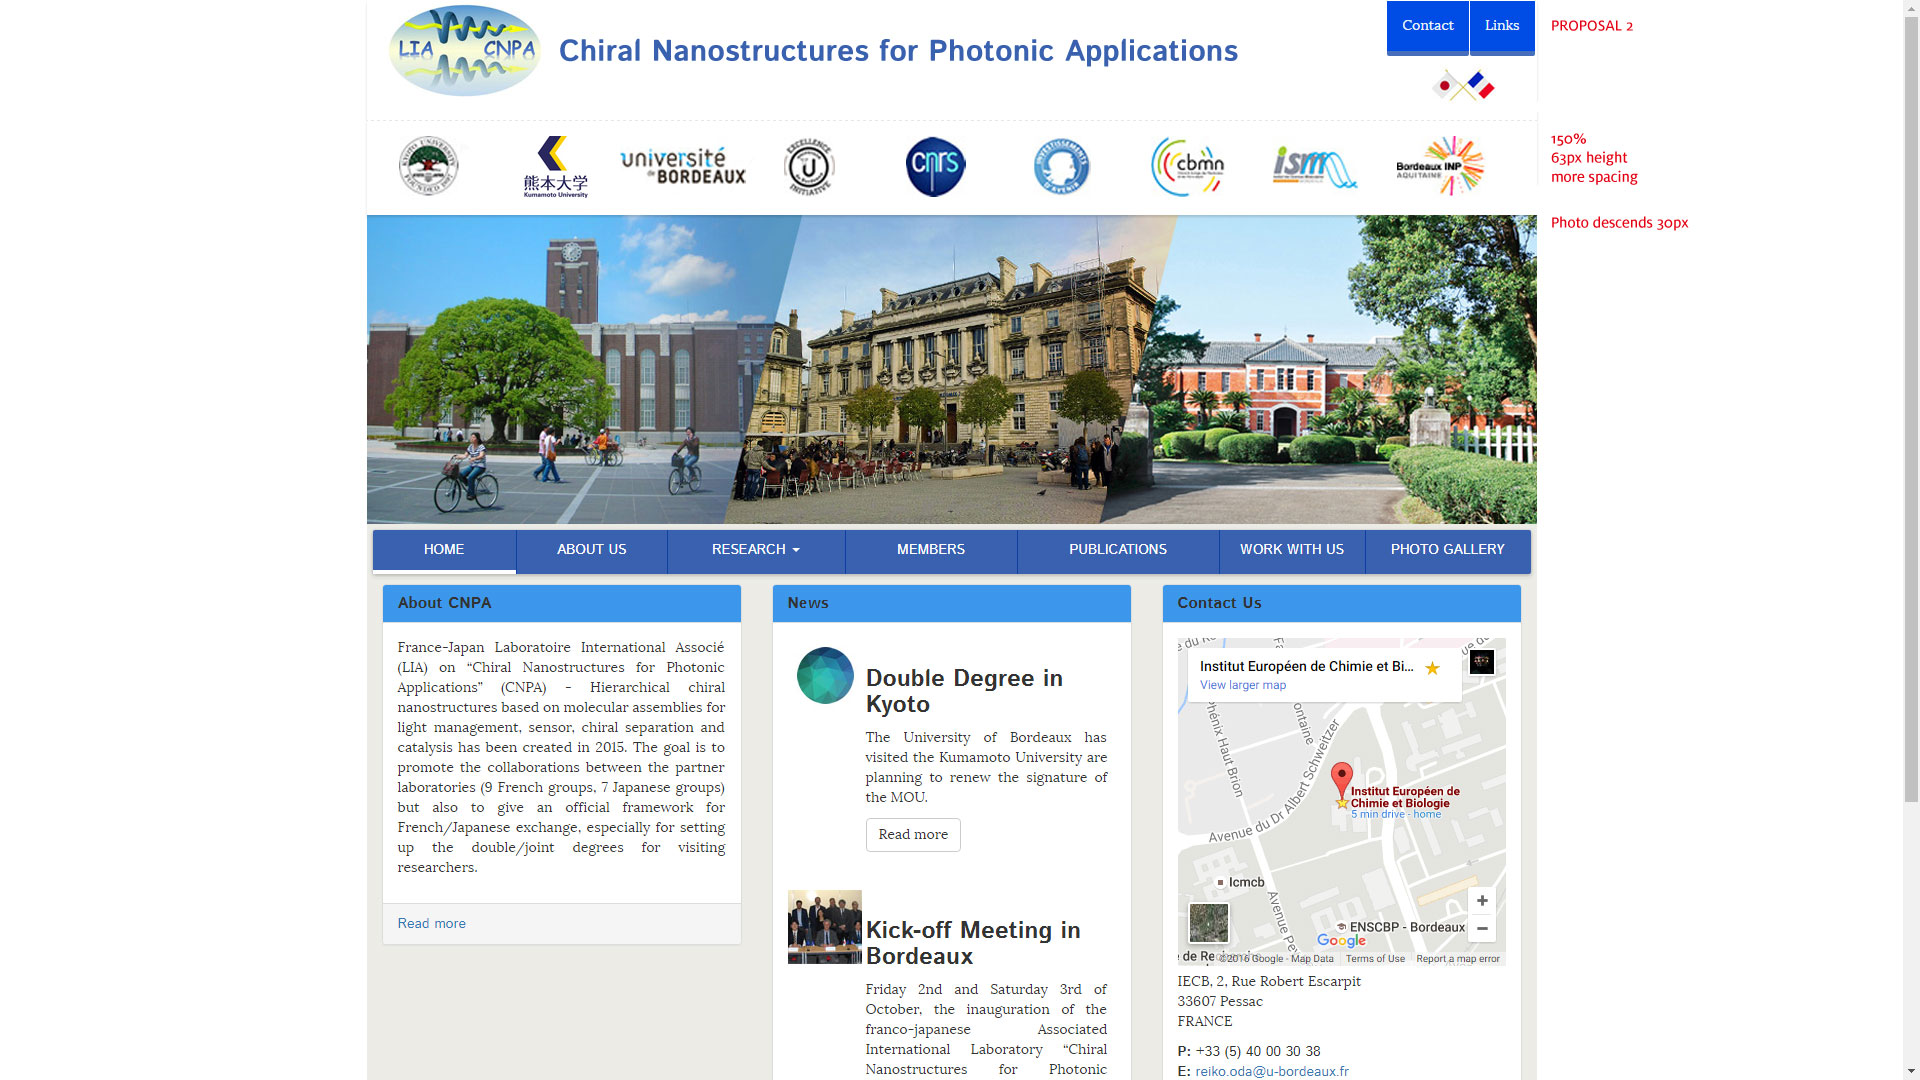 LIA CNPA
Chiral Nanostructures for Photonic Applications
Contact
Links
PROPOSAL 2
150%
63px height
more spacing
Photo descends 30px
KYOTO UNIVERSITY
FOUNDED 1897
熊本大学
Kumamoto University
université
de BORDEAUX
EXCELLENCE
INITIATIVE
cnrs
INVESTISSEMENTS
D'AVENIR
cbmn
ism
Bordeaux INP
AQUITAINE
HOME
ABOUT US
RESEARCH
MEMBERS
PUBLICATIONS
WORK WITH US
PHOTO GALLERY
About CNPA
France-Japan Laboratoire International Associé
(LIA) on “Chiral Nanostructures for Photonic
Applications” (CNPA) - Hierarchical chiral
nanostructures based on molecular assemblies for
light management, sensor, chiral separation and
catalysis has been created in 2015. The goal is to
promote the collaborations between the partner
laboratories (9 French groups, 7 Japanese groups)
but also to give an official framework for
French/Japanese exchange, especially for setting
up the double/joint degrees for visiting
researchers.
Read more
News
Double Degree in
Kyoto
The University of Bordeaux has
visited the Kumamoto University are
planning to renew the signature of
the MOU.
Read more
Kick-off Meeting in
Bordeaux
Friday 2nd and Saturday 3rd of
October, the inauguration of the
franco-japanese Associated
International Laboratory “Chiral
Nanostructures for Photonic
Contact Us
Institut Européen de Chimie et Bi...
View larger map
Haut Brion
Avenue du Dr Albert Schweitzer
Institut Européen de
Chimie et Biologie
5 min drive - home
Icmcb
ENSCBP - Bordeaux
Google
©2016 Google - Map Data
Terms of Use
Report a map error
IECB, 2, Rue Robert Escarpit
33607 Pessac
FRANCE
P: +33 (5) 40 00 30 38
E: reiko.oda@u-bordeaux.fr